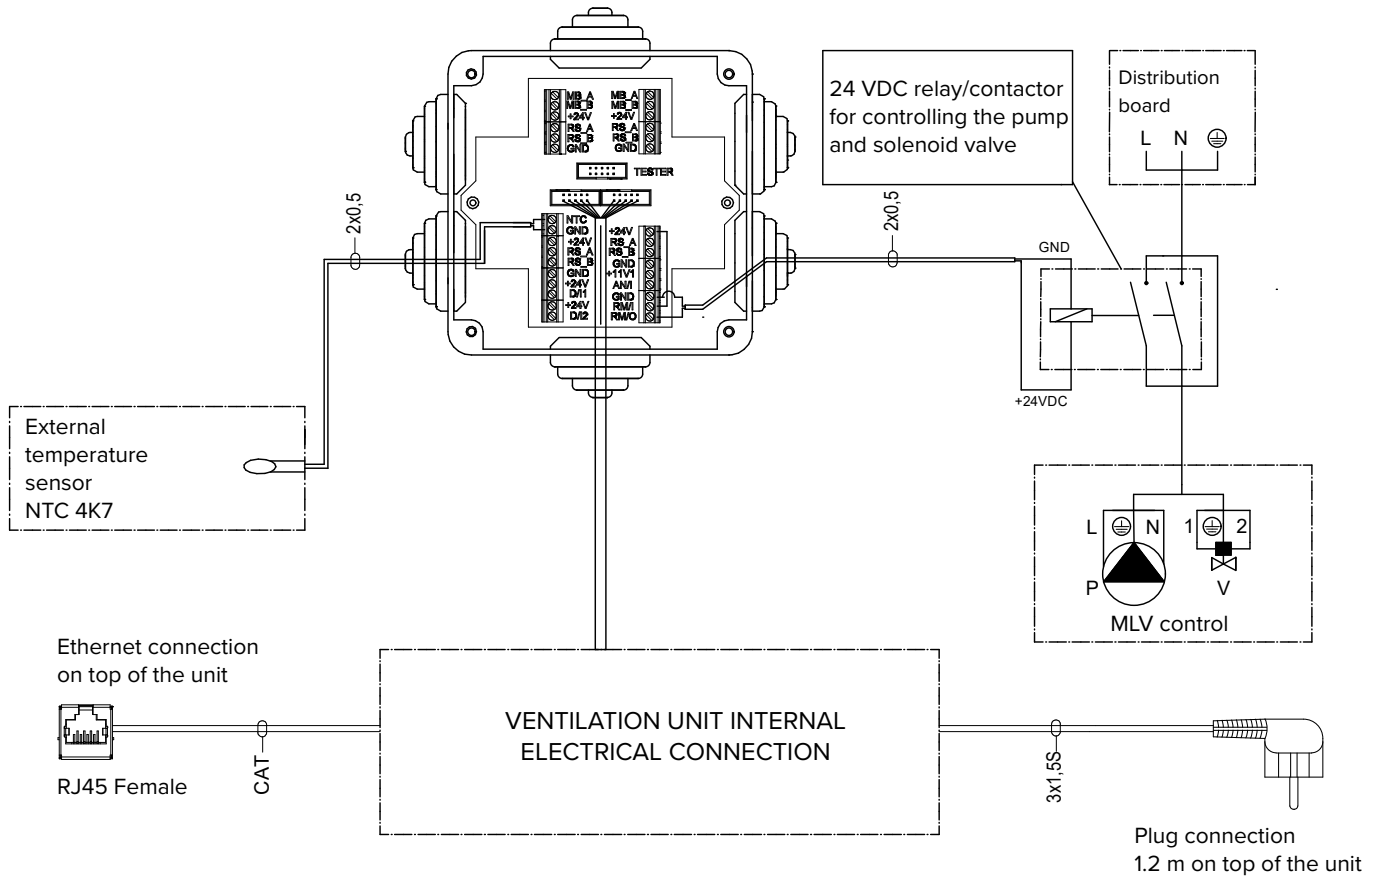 MB_A
MB_B
+24V
RS_A
RS_B
GND
MB_A
MB_B
+24V
RS_A
RS_B
GND
TESTER
NTC
GND
+24V
RS_A
RS_B
GND
+24V
D/I1
+24V
D/I2
+24V
RS_A
RS_B
GND
+11V1
AN/I
GND
RM/I
RM/O
2x0,5
2x0,5
24 VDC relay/contactor
for controlling the pump
and solenoid valve
Distribution
board
L N
GND
+24VDC
External
temperature
sensor
NTC 4K7
L N 1 2
P V
MLV control
Ethernet connection
on top of the unit
RJ45 Female
CAT
VENTILATION UNIT INTERNAL
ELECTRICAL CONNECTION
3x1,5S
Plug connection
1.2 m on top of the unit